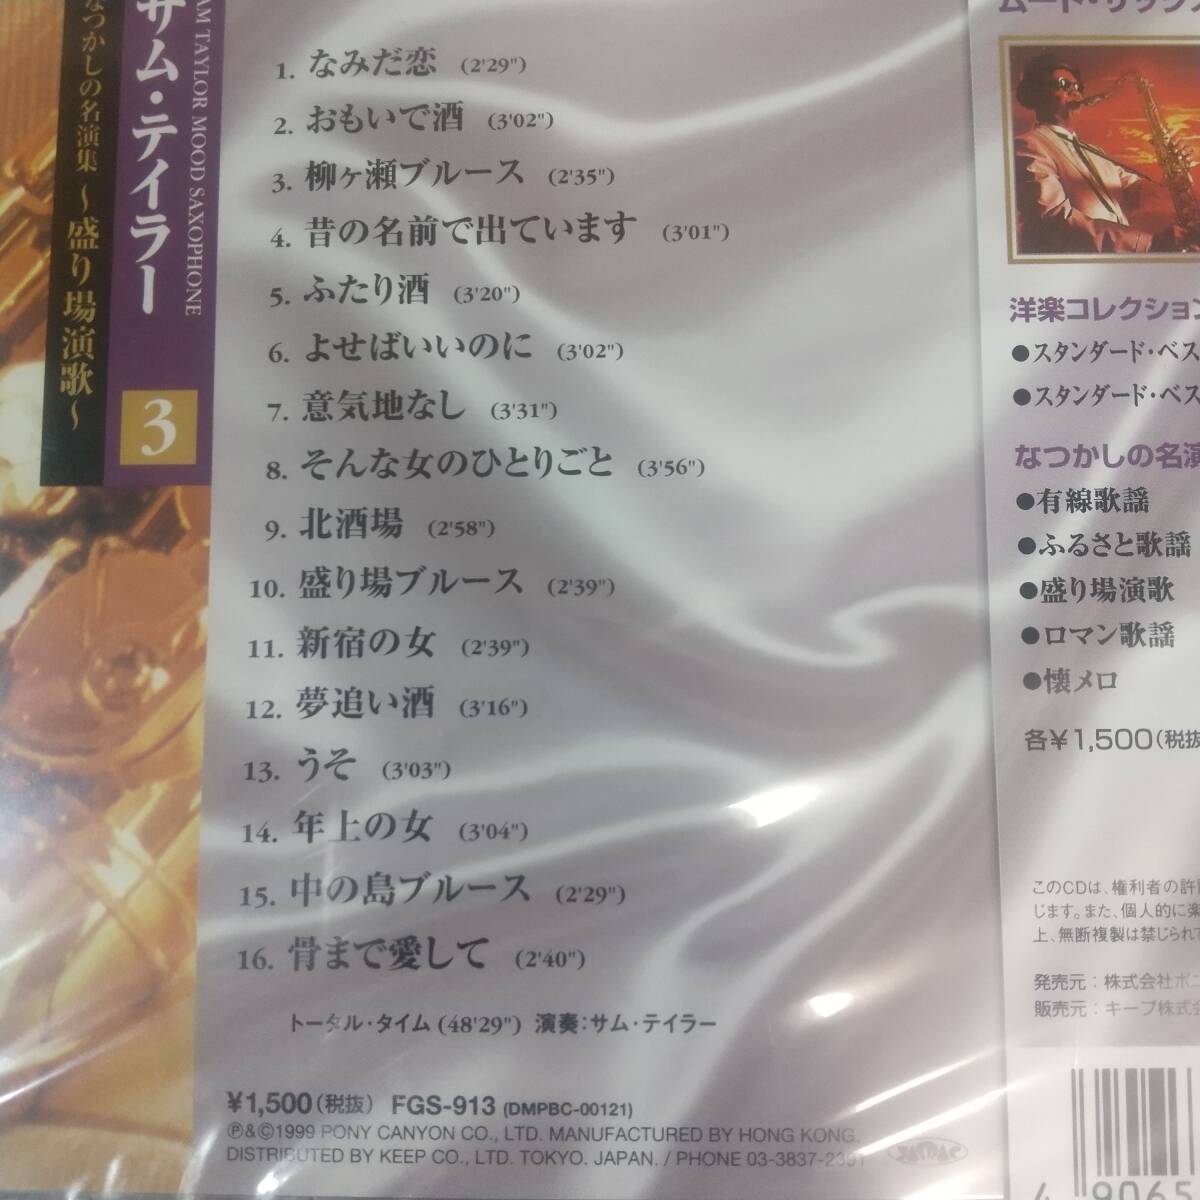 なつかしの名演集 ～盛り場演歌～
サム・テイラー
TAYLOR MOOD SAXOPHONE
3
1. なみだ恋 (2'29")
2. おもいで酒 (3'02")
3. 柳ヶ瀬ブルース (2'35")
4. 昔の名前で出ています (3'01")
5. ふたり酒 (3'20")
6. よせばいいのに (3'02")
7. 意気地なし (3'31")
8. そんな女のひとりごと (3'56")
9. 北酒場 (2'58")
10. 盛り場ブルース (2'39")
11. 新宿の女 (2'39")
12. 夢追い酒 (3'16")
13. うそ (3'03")
14. 年上の女 (3'04")
15. 中の島ブルース (2'29")
16. 骨まで愛して (2'40")
トータル・タイム (48'29") 演奏：サム・テイラー
¥1,500(税抜) FGS-913 (DMPBC-00121)
℗&©1999 PONY CANYON CO., LTD. MANUFACTURED BY HONG KONG.
DISTRIBUTED BY KEEP CO., LTD. TOKYO. JAPAN. / PHONE 03-3837-2391
ムード・サックス
洋楽コレクション
●スタンダード・ベス
●スタンダード・ベス
なつかしの名演
●有線歌謡
●ふるさと歌謡
●盛り場演歌
●ロマン歌謡
●懐メロ
各¥1,500(税抜
このCDは、権利者の許
じます。また、個人的に楽
上、無断複製は禁じられて
発売元：株式会社ポニ
販売元：キープ株式会
4 9065